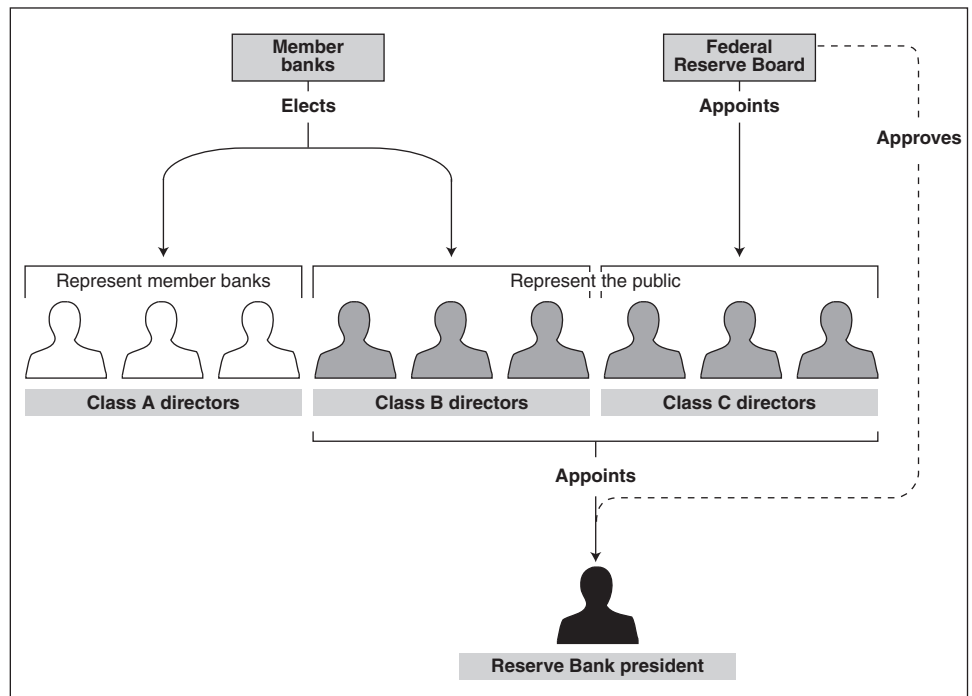 Member
banks
Federal
Reserve Board
Elects
Appoints
Approves
Represent member banks
Represent the public
Class A directors
Class B directors
Class C directors
Appoints
Reserve Bank president